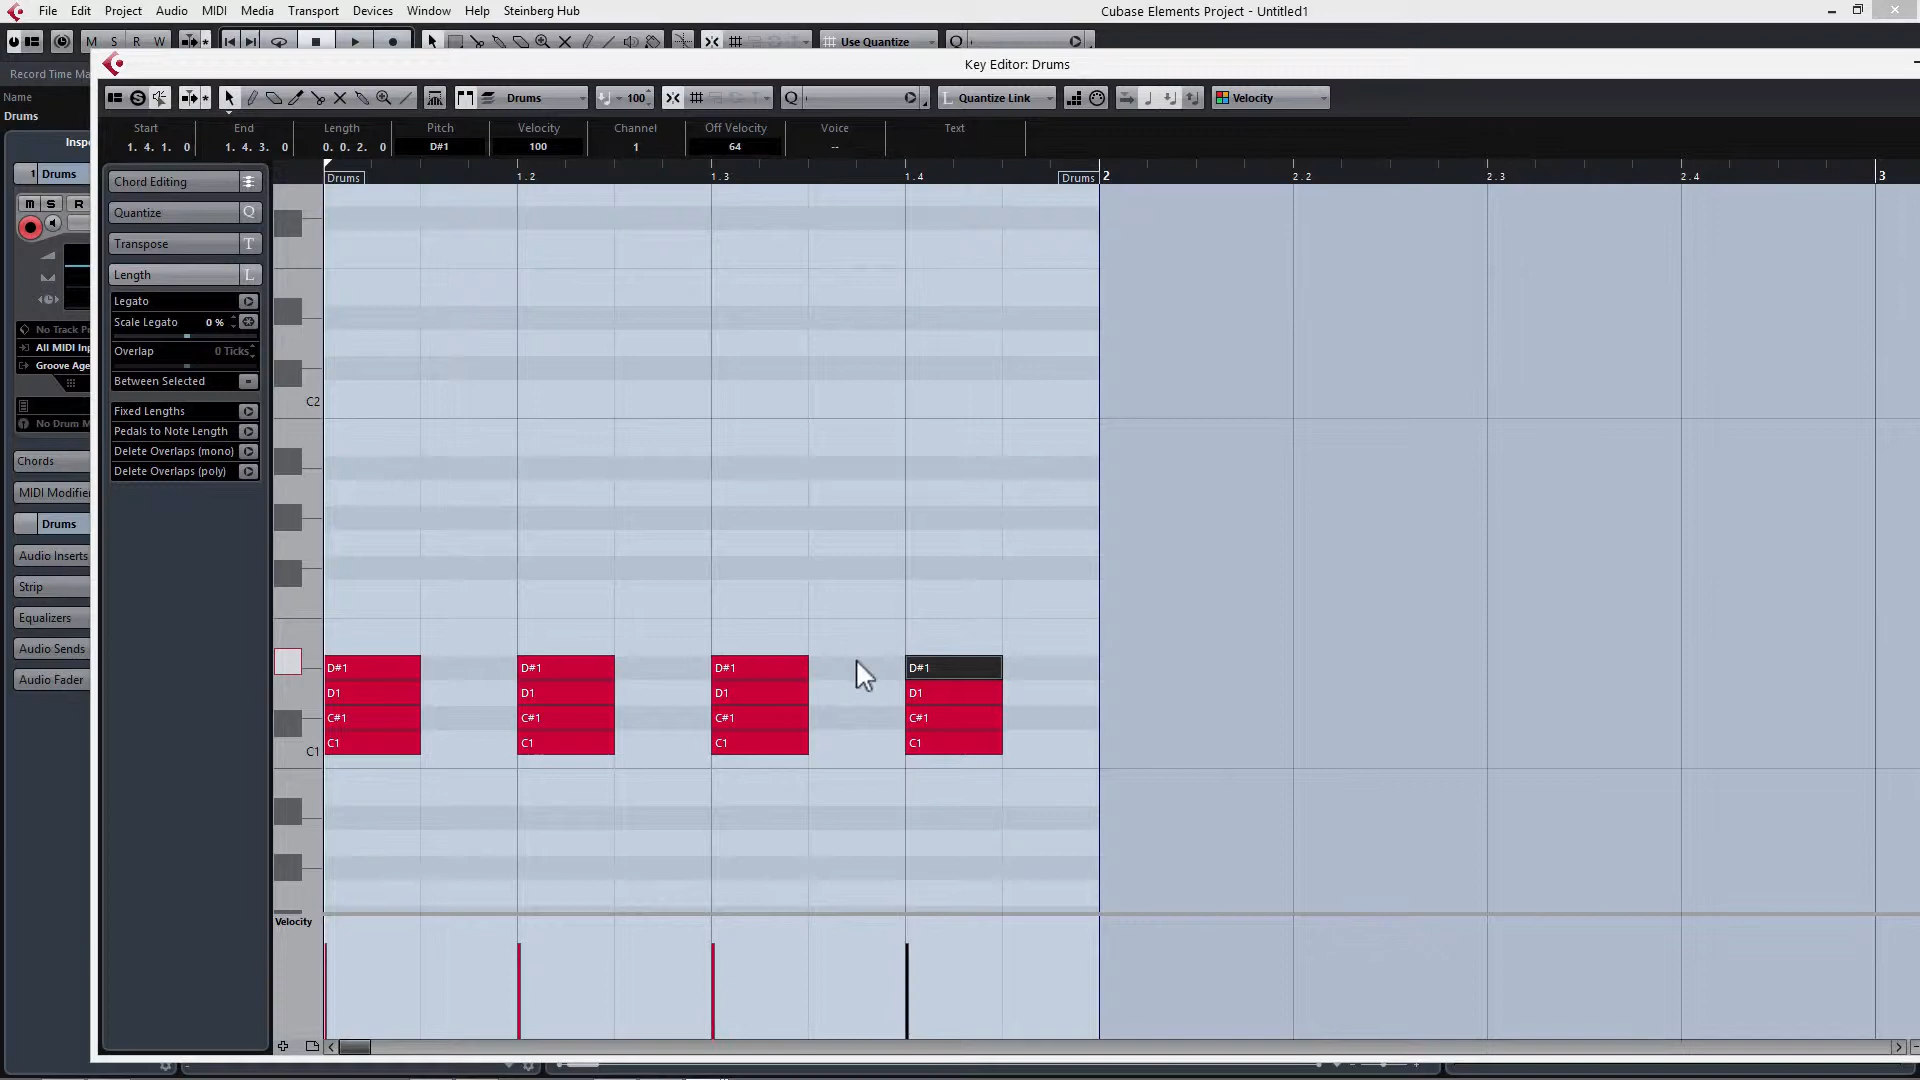 File Edit Project Audio MIDI Media Transport Devices Window Help Steinberg Hub Cubase Elements Project - Untitled1
M S R W Use Quantize
Record Time Ma
Key Editor: Drums
Name
Drums 100 Quantize Link Velocity
Drums
Start End Length Pitch Velocity Channel Off Velocity Voice Text
1. 4. 1. 0 1. 4. 3. 0 0. 0. 2. 0 D#1 100 1 64 --
Inspe
1 Drums
M S R
Chord Editing
Quantize Q
Transpose T
Length L
Legato
Scale Legato 0 %
Overlap 0 Ticks
Between Selected
Fixed Lengths
Pedals to Note Length
Delete Overlaps (mono)
Delete Overlaps (poly)
No Track Pr
All MIDI Inp
Groove Age
No Drum M
Chords
MIDI Modifier
Drums
Audio Inserts
Strip
Equalizers
Audio Sends
Audio Fader
Drums 1.2 1.3 1.4 Drums 2 2.2 2.3 2.4 3
C2
D#1 D#1 D#1 D#1
D1 D1 D1 D1
C#1 C#1 C#1 C#1
C1 C1 C1 C1 C1
Velocity